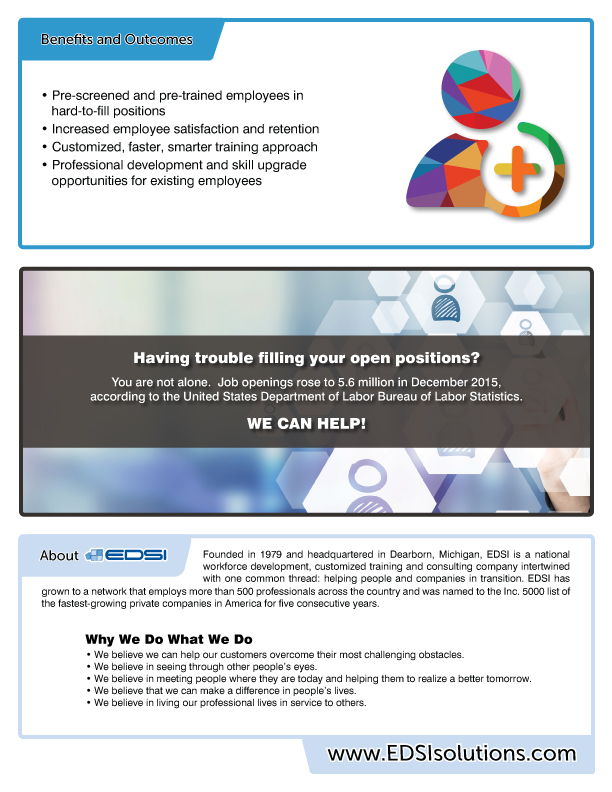 Benefits and Outcomes
• Pre-screened and pre-trained employees in
hard-to-fill positions
• Increased employee satisfaction and retention
• Customized, faster, smarter training approach
• Professional development and skill upgrade
opportunities for existing employees
Having trouble filling your open positions?
You are not alone.  Job openings rose to 5.6 million in December 2015,
according to the United States Department of Labor Bureau of Labor Statistics.
WE CAN HELP!
About EDSI
Founded in 1979 and headquartered in Dearborn, Michigan, EDSI is a national
workforce development, customized training and consulting company intertwined
with one common thread: helping people and companies in transition. EDSI has
grown to a network that employs more than 500 professionals across the country and was named to the Inc. 5000 list of
the fastest-growing private companies in America for five consecutive years.
Why We Do What We Do
• We believe we can help our customers overcome their most challenging obstacles.
• We believe in seeing through other people's eyes.
• We believe in meeting people where they are today and helping them to realize a better tomorrow.
• We believe that we can make a difference in people's lives.
• We believe in living our professional lives in service to others.
www.EDSIsolutions.com